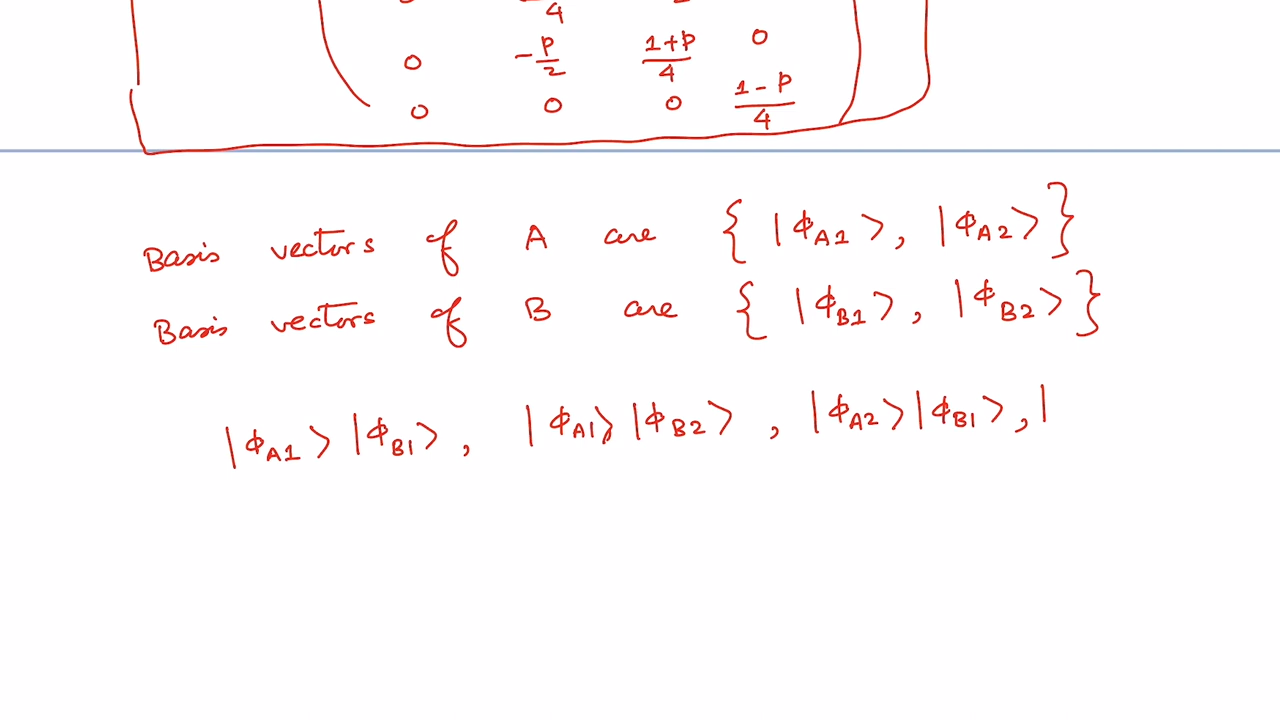 4
0 -p/2 1+p/4 0
0 0 0 1-p/4
Basis vectors of A are { |ϕA1⟩, |ϕA2⟩ }
Basis vectors of B are { |ϕB1⟩, |ϕB2⟩ }
|ϕA1⟩|ϕB1⟩, |ϕA1⟩|ϕB2⟩, |ϕA2⟩|ϕB1⟩, |